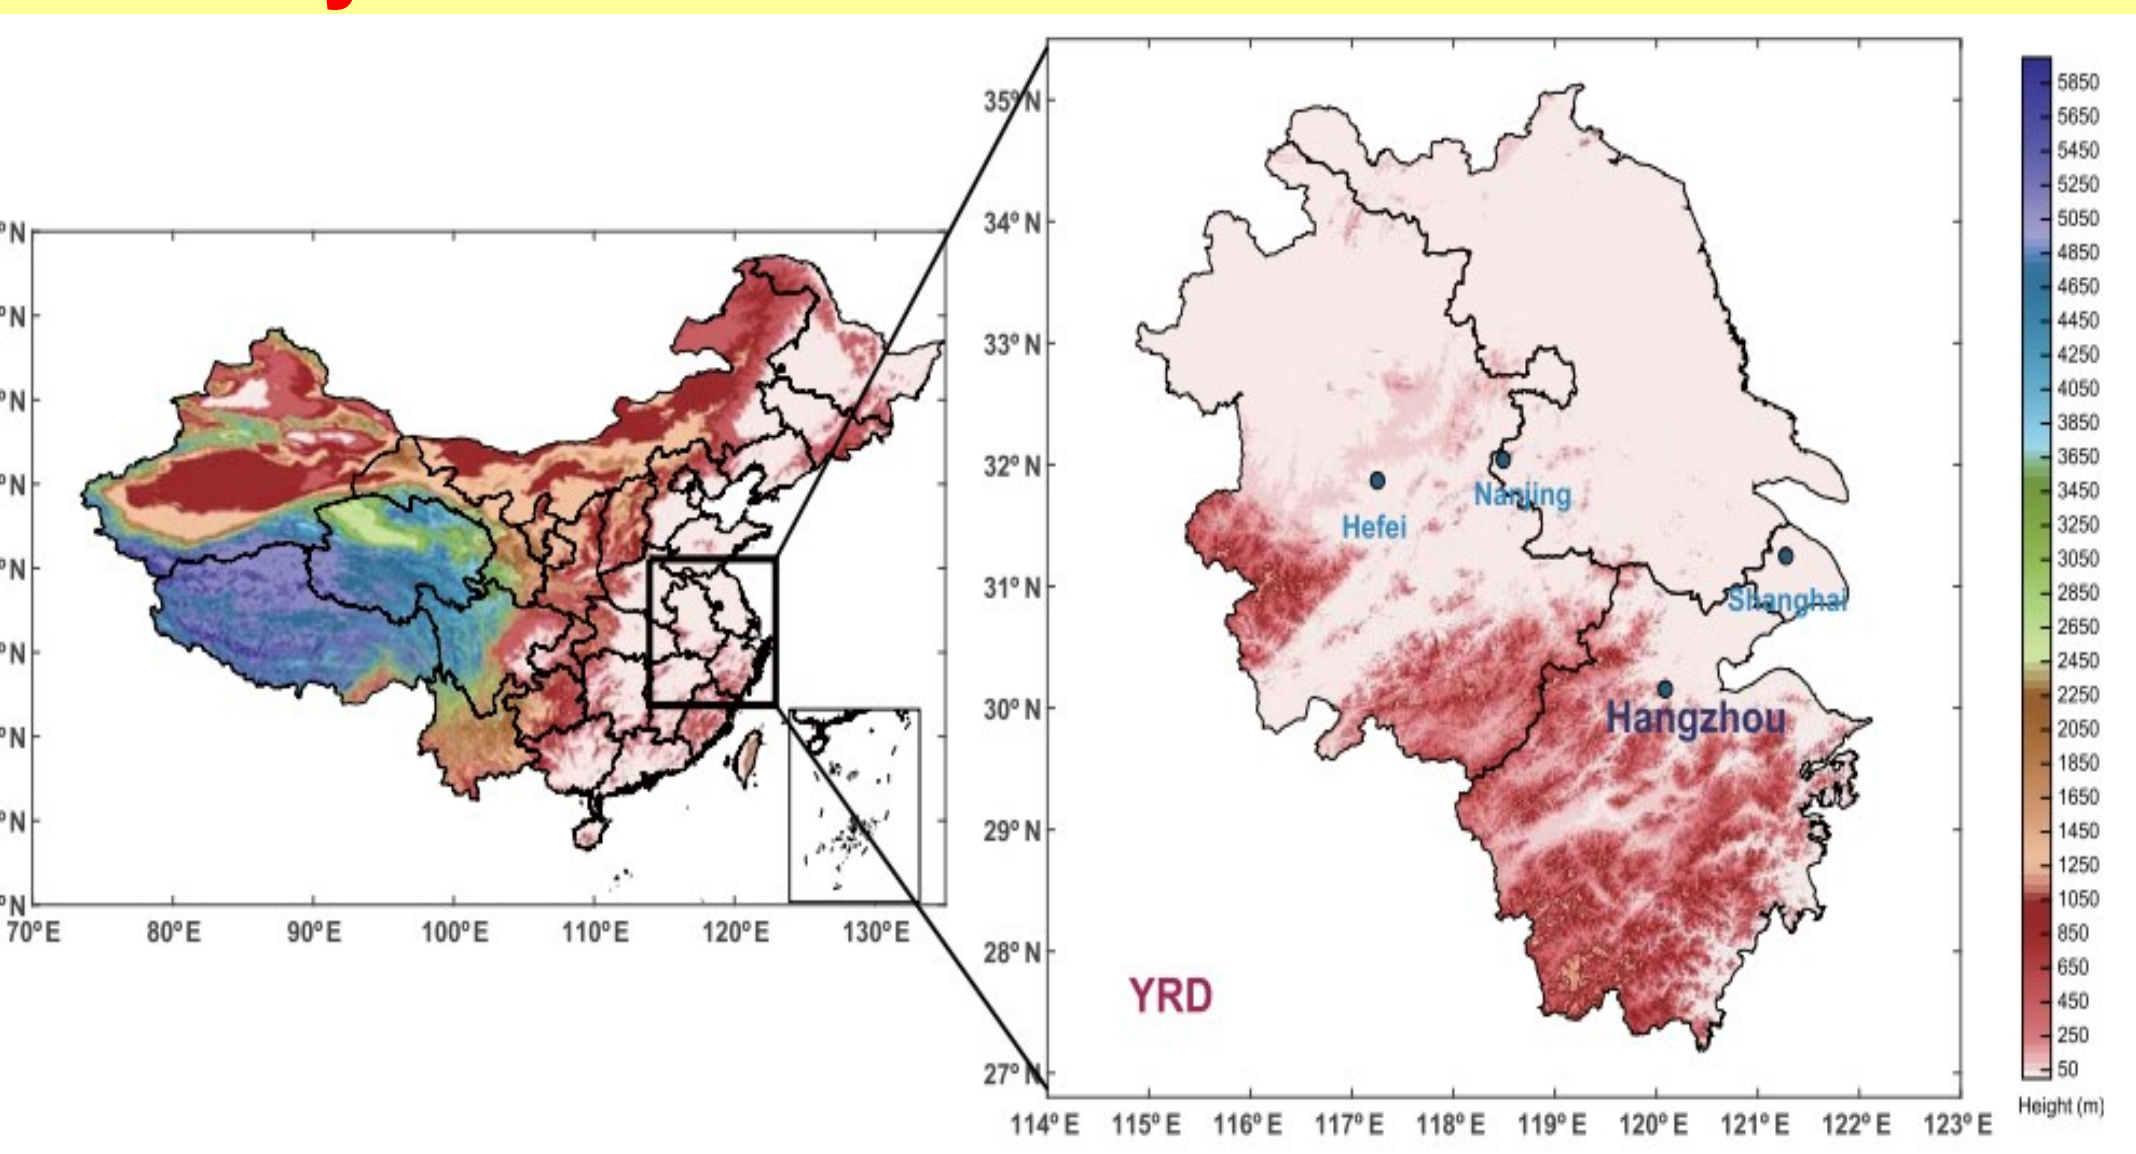 35° N
34° N
33° N
32° N
31° N
30° N
29° N
28° N
27° N
114° E 115° E 116° E 117° E 118° E 119° E 120° E 121° E 122° E 123° E
Hefei
Nanjing
Shanghai
Hangzhou
YRD
° N
° N
° N
° N
° N
° N
° N
° N
° N
70° E 80° E 90° E 100° E 110° E 120° E 130° E
5850
5650
5450
5250
5050
4850
4650
4450
4250
4050
3850
3650
3450
3250
3050
2850
2650
2450
2250
2050
1850
1650
1450
1250
1050
850
650
450
250
50
Height (m)